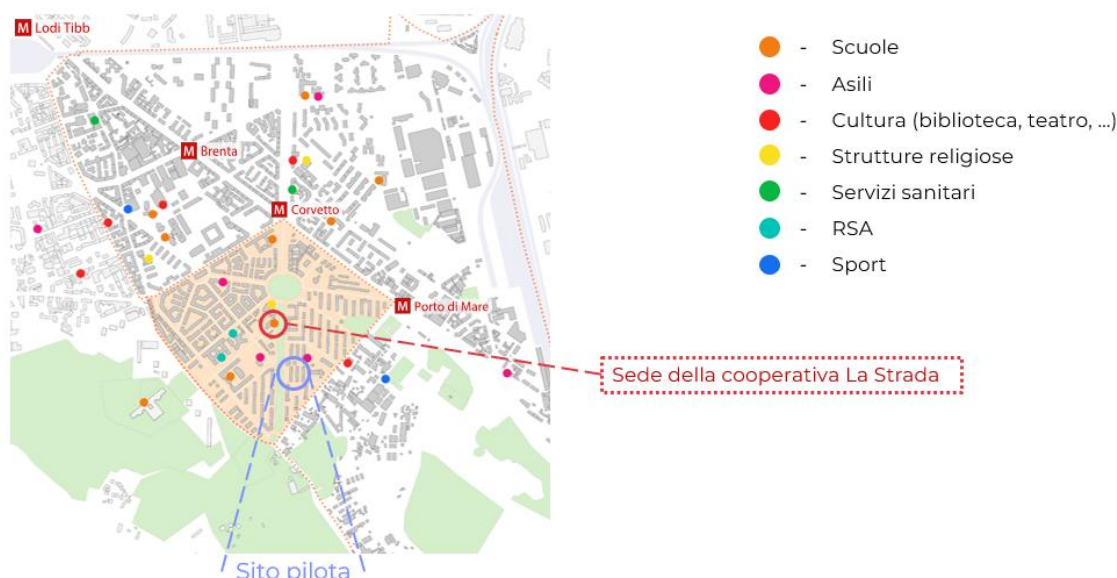 M Lodi Tibb
M Brenta
M Corvetto
M Porto di Mare
- Scuole
- Asili
- Cultura (biblioteca, teatro, ...)
- Strutture religiose
- Servizi sanitari
- RSA
- Sport
Sede della cooperativa La Strada
Sito pilota